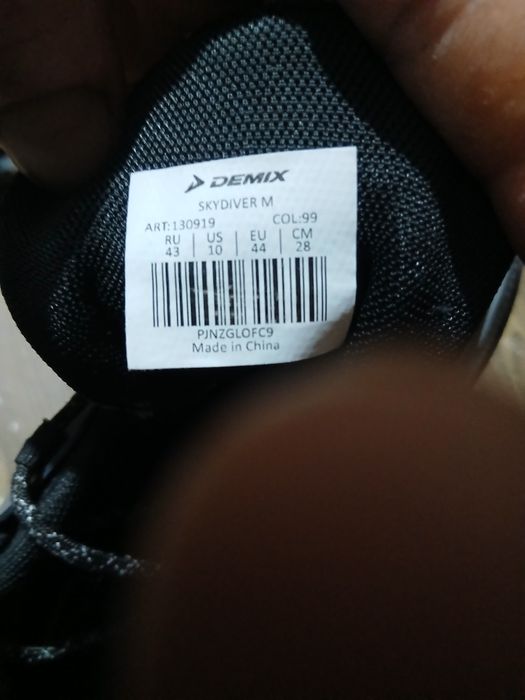 DEMIX
SKYDIVER M
ART:130919 COL:99
RU | US | EU | CM
43 | 10 | 44 | 28
PJNZGLOFC9
Made in China